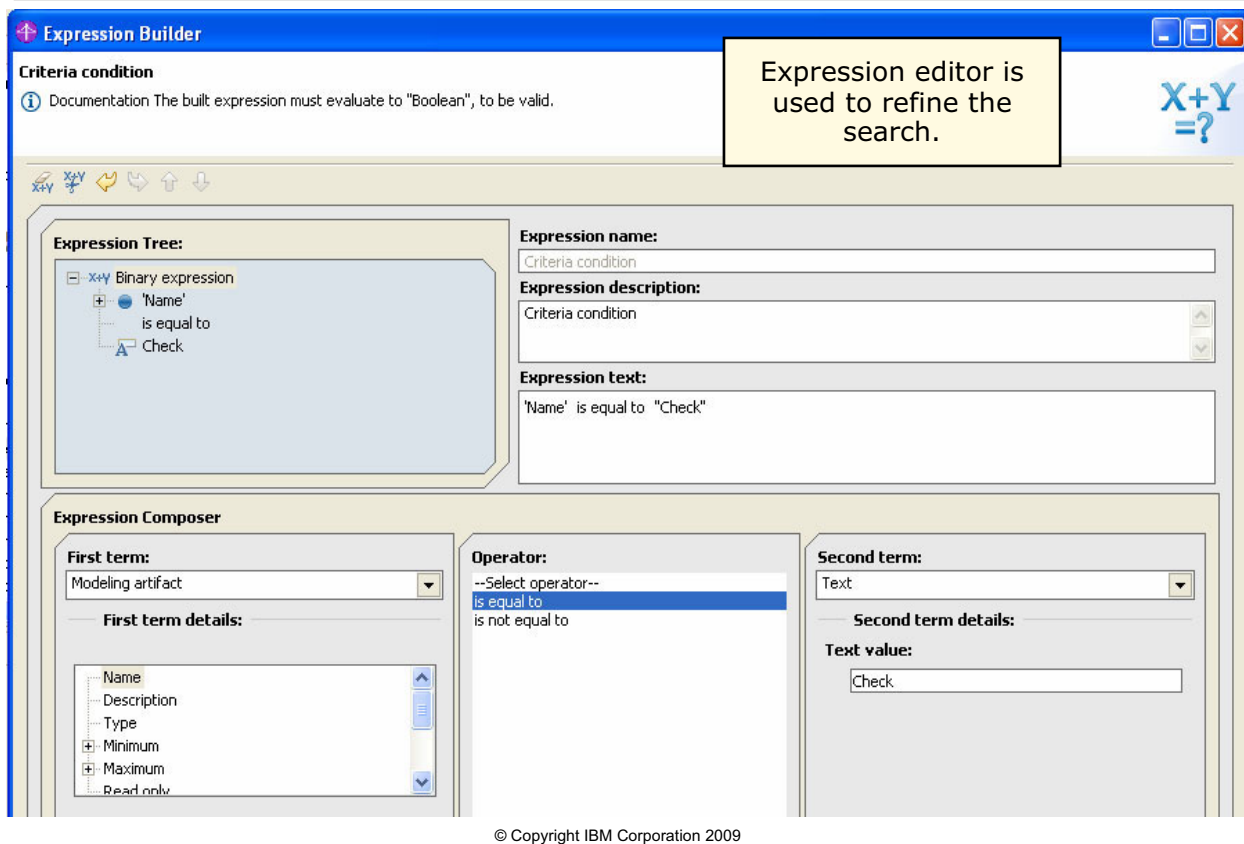 Expression Builder
Expression editor is
used to refine the
search.
Criteria condition
Documentation The built expression must evaluate to "Boolean", to be valid.
X+Y
=?
X+Y X+Y
Expression Tree:
X+Y Binary expression
'Name'
is equal to
A Check
Expression name:
Criteria condition
Expression description:
Criteria condition
Expression text:
'Name' is equal to "Check"
Expression Composer
First term:
Modeling artifact
First term details:
Name
Description
Type
Minimum
Maximum
Read only
Operator:
--Select operator--
is equal to
is not equal to
Second term:
Text
Second term details:
Text value:
Check
© Copyright IBM Corporation 2009